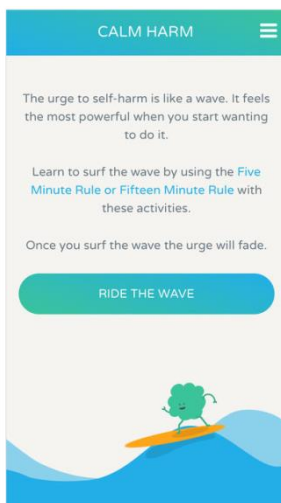 CALM HARM
The urge to self-harm is like a wave. It feels
the most powerful when you start wanting
to do it.
Learn to surf the wave by using the Five
Minute Rule or Fifteen Minute Rule with
these activities.
Once you surf the wave the urge will fade.
RIDE THE WAVE